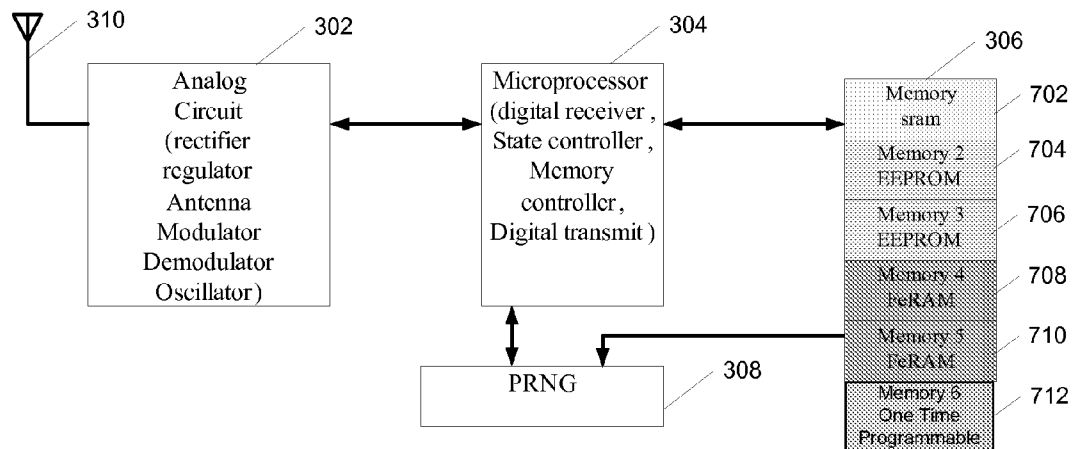 310
302
304
306
Analog
Circuit
(rectifier
regulator
Antenna
Modulator
Demodulator
Oscillator)
Microprocessor
(digital receiver ,
State controller ,
Memory
controller,
Digital transmit )
Memory
sram
702
Memory 2
EEPROM
704
Memory 3
EEPROM
706
Memory 4
FeRAM
708
Memory 5
FeRAM
710
Memory 6
One Time
Programmable
712
PRNG
308